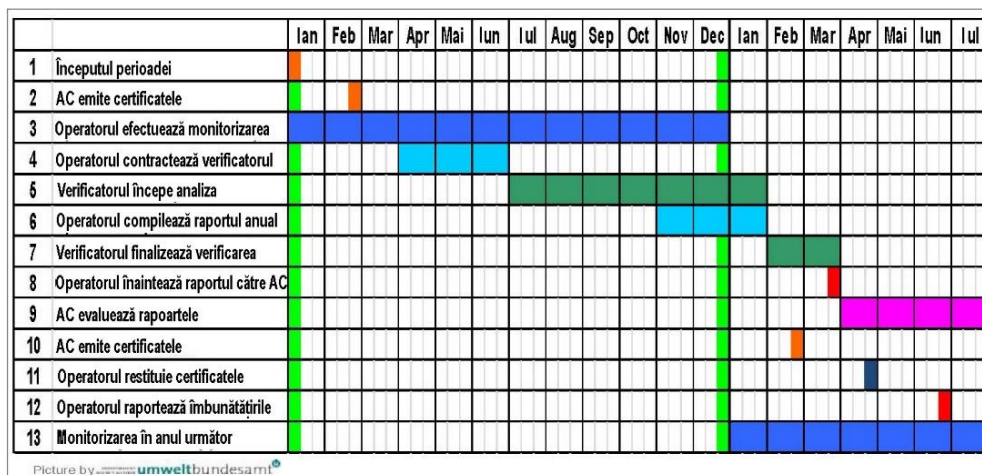 Ian Feb Mar Apr Mai Iun Iul Aug Sep Oct Nov Dec Ian Feb Mar Apr Mai Iun Iul
1 Începutul perioadei
2 AC emite certificatele
3 Operatorul efectuează monitorizarea
4 Operatorul contractează verificatorul
5 Verificatorul începe analiza
6 Operatorul compilează raportul anual
7 Verificatorul finalizează verificarea
8 Operatorul înaintează raportul către AC
9 AC evaluează rapoartele
10 AC emite certificatele
11 Operatorul restituie certificatele
12 Operatorul raportează îmbunătățirile
13 Monitorizarea în anul următor
Picture by umweltbundesamt